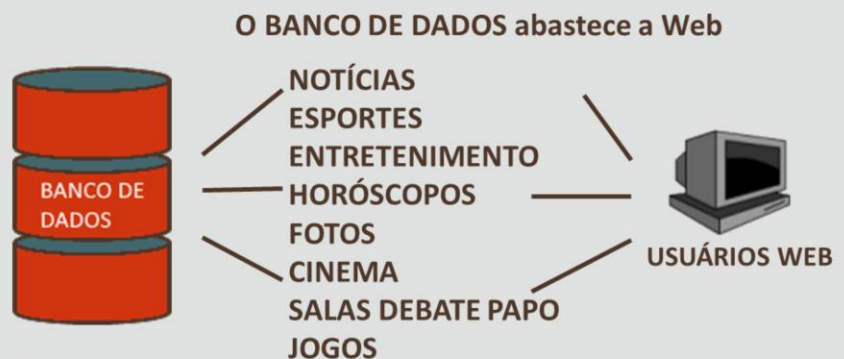 O BANCO DE DADOS abastece a Web
NOTÍCIAS
ESPORTES
ENTRETENIMENTO
HORÓSCOPOS
FOTOS
CINEMA
SALAS DEBATE PAPO
JOGOS
BANCO DE
DADOS
USUÁRIOS WEB